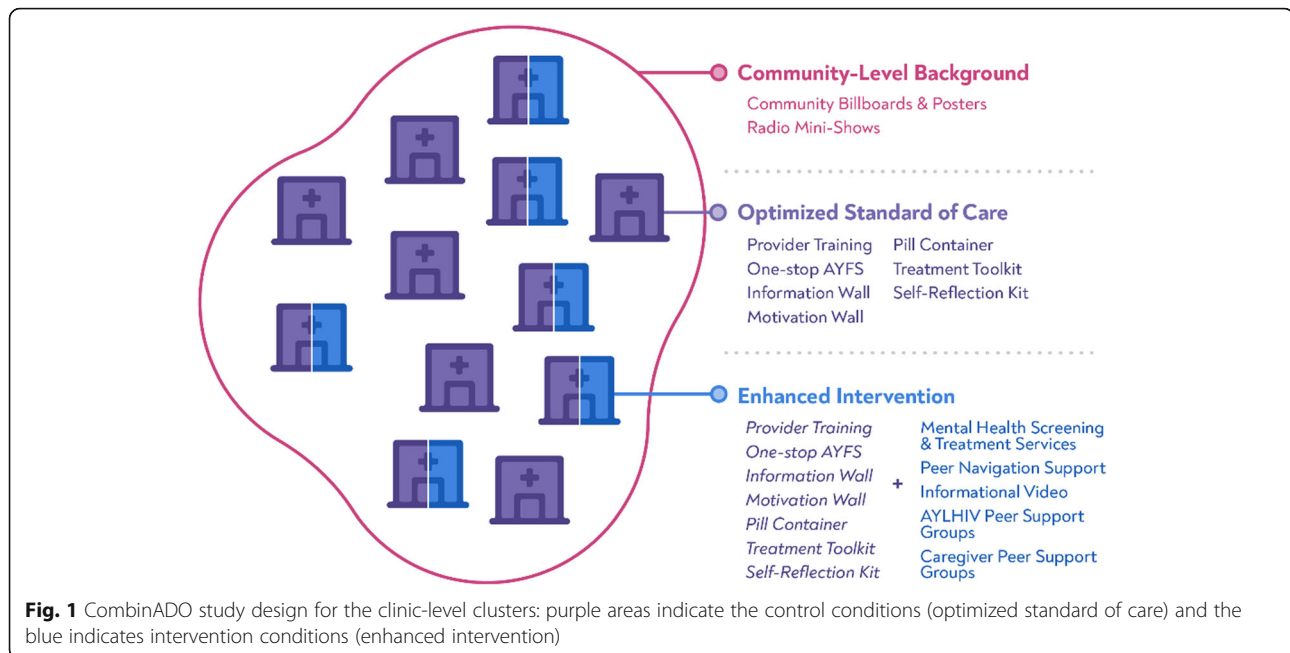 Community-Level Background
Community Billboards & Posters
Radio Mini-Shows
Optimized Standard of Care
Provider Training
One-stop AYFS
Information Wall
Motivation Wall
Pill Container
Treatment Toolkit
Self-Reflection Kit
Enhanced Intervention
Provider Training
One-stop AYFS
Information Wall
Motivation Wall
Pill Container
Treatment Toolkit
Self-Reflection Kit
+
Mental Health Screening
& Treatment Services
Peer Navigation Support
Informational Video
AYLHIV Peer Support
Groups
Caregiver Peer Support
Groups
Fig. 1 CombinADO study design for the clinic-level clusters: purple areas indicate the control conditions (optimized standard of care) and the
blue indicates intervention conditions (enhanced intervention)